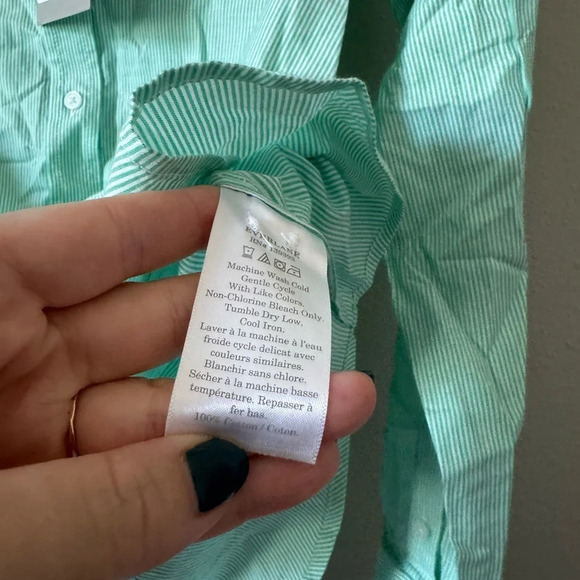 EVERLANE
RN#
Machine Wash Cold
Gentle Cycle
With Like Colors.
Non-Chlorine Bleach Only.
Tumble Dry Low.
Cool Iron.
Laver à la machine à l'eau
froide cycle delicat avec
couleurs similaires.
Blanchir sans chlore.
Sécher à la machine basse
température. Repasser à
fer bas.
100% Cotton / Coton.